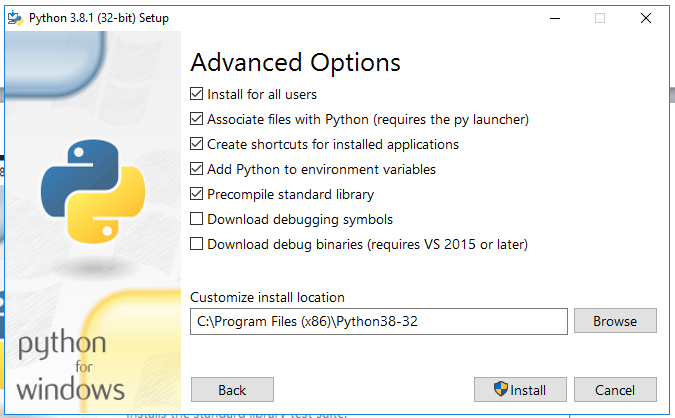 Python 3.8.1 (32-bit) Setup
Advanced Options
Install for all users
Associate files with Python (requires the py launcher)
Create shortcuts for installed applications
Add Python to environment variables
Precompile standard library
Download debugging symbols
Download debug binaries (requires VS 2015 or later)
Customize install location
C:\Program Files (x86)\Python38-32
Browse
python
for
windows
Back
Install
Cancel
Installs the standard library test suite.